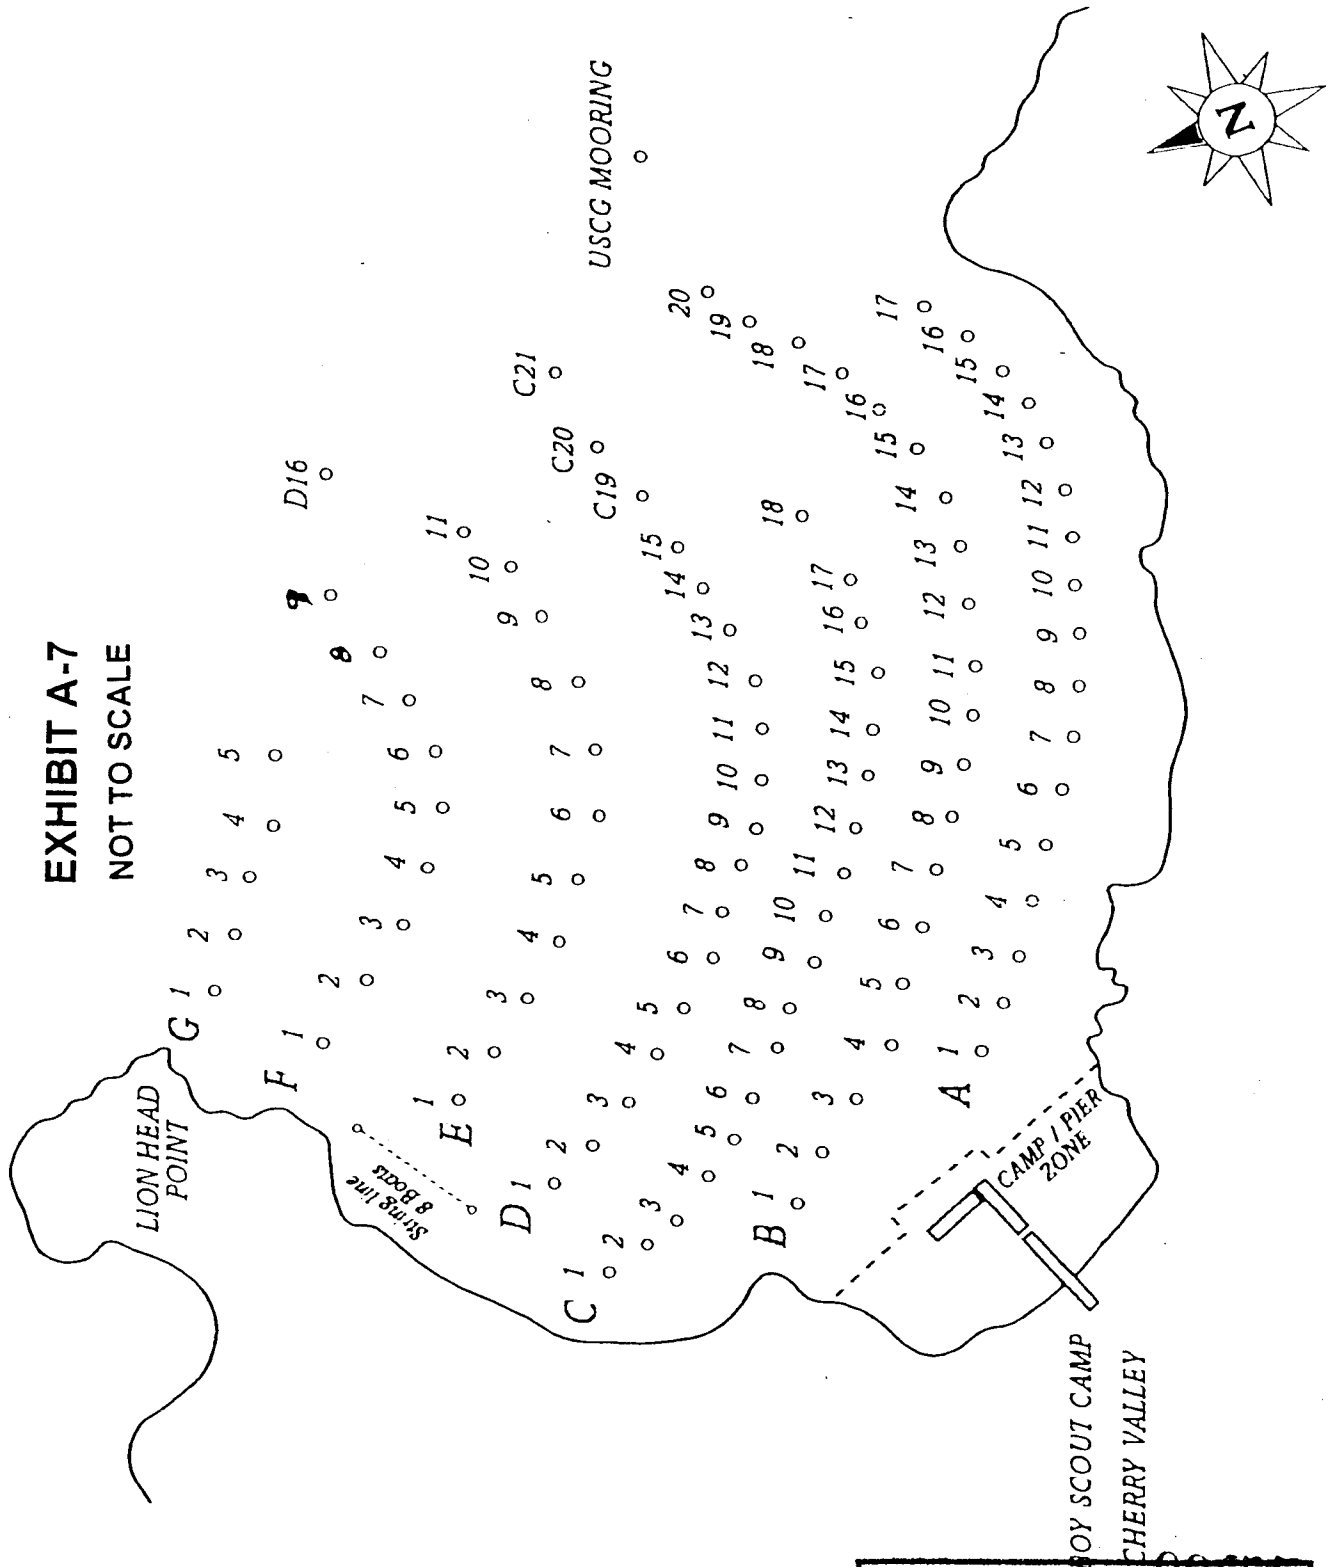 EXHIBIT A-7
NOT TO SCALE
LION HEAD
POINT
G 1 2 3 4 5
F 1 2 3 4 5 6 7 8 9 D16
String line
8 Boats
E 1 2 3 4 5 6 7 8 9 10 11
D 1 2 3 4 5 6 7 8 9 10 11 12 13 14 15 C19 C20 C21
C 1 2 3 4 5 6 7 8 9 10 11 12 13 14 15 16 17 18
B 1 2 3 4 5 6 7 8 9 10 11 12 13 14 15 16 17 18 19 20
A 1 2 3 4 5 6 7 8 9 10 11 12 13 14 15 16 17
USCG MOORING
N
CAMP / PIER
ZONE
BOY SCOUT CAMP
CHERRY VALLEY